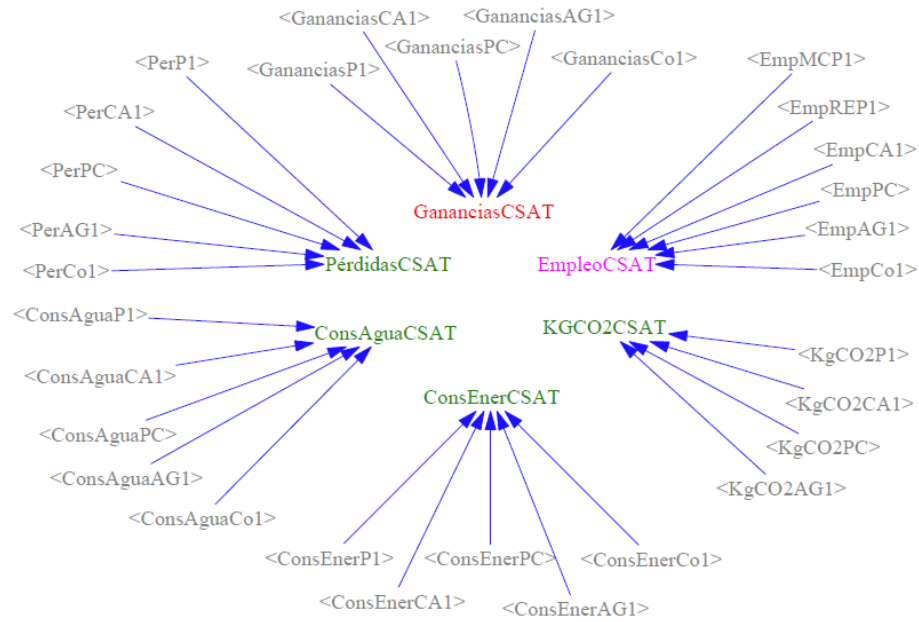 <GananciasCA1>
<GananciasAG1>
<GananciasPC>
<PerP1>
<GananciasP1>
<GananciasCo1>
<EmpMCP1>
<PerCA1>
<EmpREP1>
<EmpCA1>
<PerPC>
<EmpPC>
GananciasCSAT
<PerAG1>
<EmpAG1>
PérdidasCSAT
EmpleoCSAT
<PerCo1>
<EmpCo1>
<ConsAguaP1>
ConsAguaCSAT
KGCO2CSAT
<KgCO2P1>
<ConsAguaCA1>
ConsEnerCSAT
<KgCO2CA1>
<ConsAguaPC>
<KgCO2PC>
<ConsAguaAG1>
<KgCO2AG1>
<ConsAguaCo1>
<ConsEnerP1>
<ConsEnerPC>
<ConsEnerCo1>
<ConsEnerCA1>
<ConsEnerAG1>